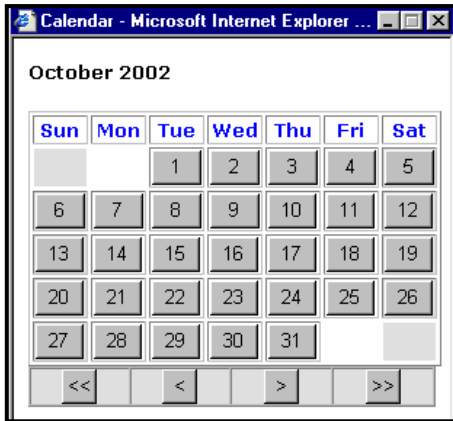 Calendar - Microsoft Internet Explorer ...
October 2002
Sun Mon Tue Wed Thu Fri Sat
1 2 3 4 5
6 7 8 9 10 11 12
13 14 15 16 17 18 19
20 21 22 23 24 25 26
27 28 29 30 31
<< < > >>